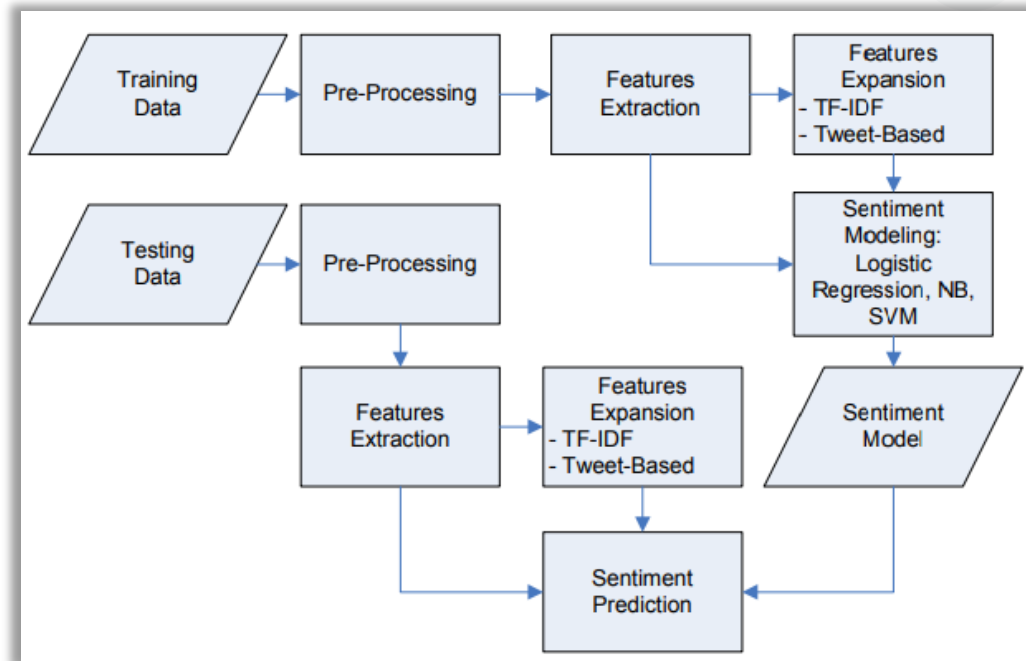 Training
Data
Pre-Processing
Features
Extraction
Features
Expansion
- TF-IDF
- Tweet-Based
Sentiment
Modeling:
Logistic
Regression, NB,
SVM
Testing
Data
Pre-Processing
Features
Extraction
Features
Expansion
- TF-IDF
- Tweet-Based
Sentiment
Model
Sentiment
Prediction